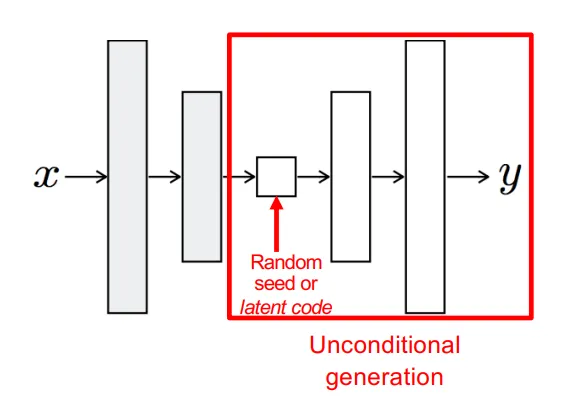 x
y
Random
seed or
latent code
Unconditional
generation